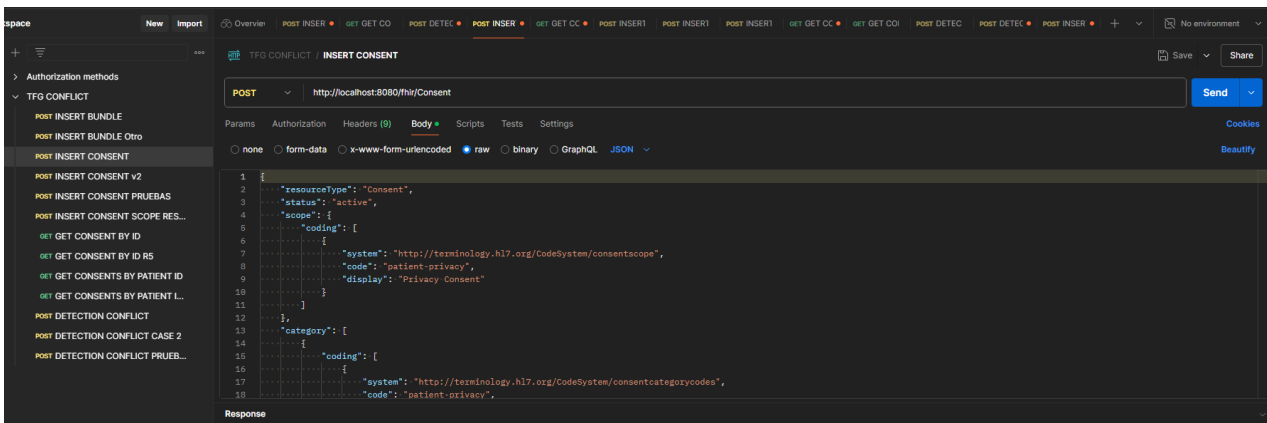 space New Import
Overview POST INSER GET GET CO POST DETEC POST INSER GET GET CC POST INSER1 POST INSER1 POST INSER1 GET GET CC GET GET COI POST DETEC POST DETEC POST INSER + No environment
TFG CONFLICT / INSERT CONSENT Save Share
Authorization methods
TFG CONFLICT
POST INSERT BUNDLE
POST INSERT BUNDLE Otro
POST INSERT CONSENT
POST INSERT CONSENT v2
POST INSERT CONSENT PRUEBAS
POST INSERT CONSENT SCOPE RES...
GET GET CONSENT BY ID
GET GET CONSENT BY ID R5
GET GET CONSENTS BY PATIENT ID
GET GET CONSENTS BY PATIENT I...
POST DETECTION CONFLICT
POST DETECTION CONFLICT CASE 2
POST DETECTION CONFLICT PRUEB...
POST http://localhost:8080/fhir/Consent Send
Params Authorization Headers (9) Body Scripts Tests Settings Cookies
none form-data x-www-form-urlencoded raw binary GraphQL JSON Beautify
1 {
2 "resourceType": "Consent",
3 "status": "active",
4 "scope": {
5 "coding": [
6 {
7 "system": "http://terminology.hl7.org/CodeSystem/consentscope",
8 "code": "patient-privacy",
9 "display": "Privacy Consent"
10 }
11 ]
12 },
13 "category": [
14 {
15 "coding": [
16 {
17 "system": "http://terminology.hl7.org/CodeSystem/consentcategorycodes",
18 "code": "patient-privacy",
Response